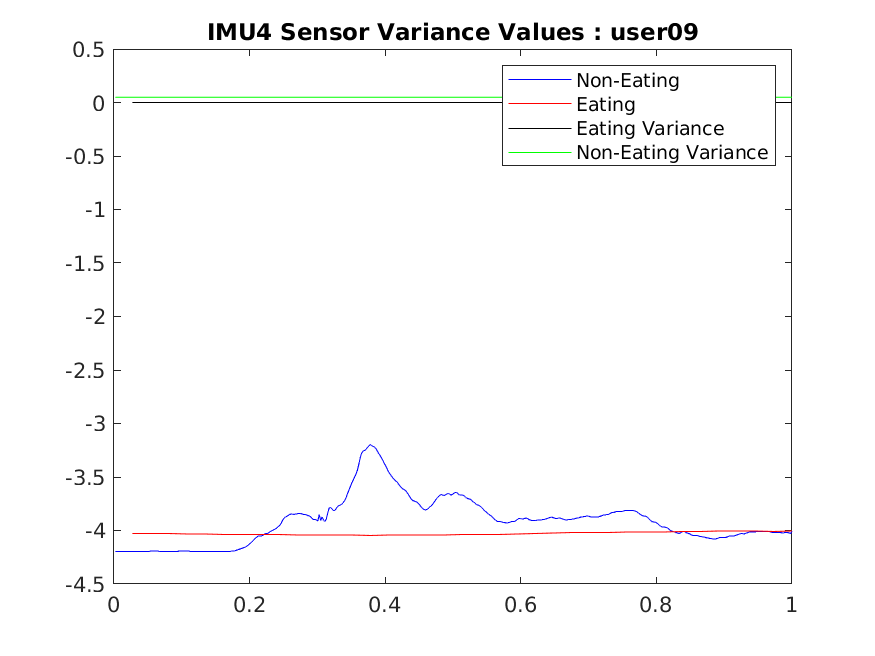 IMU4 Sensor Variance Values : user09
0.5
0
-0.5
-1
-1.5
-2
-2.5
-3
-3.5
-4
-4.5
Non-Eating
Eating
Eating Variance
Non-Eating Variance
0 0.2 0.4 0.6 0.8 1